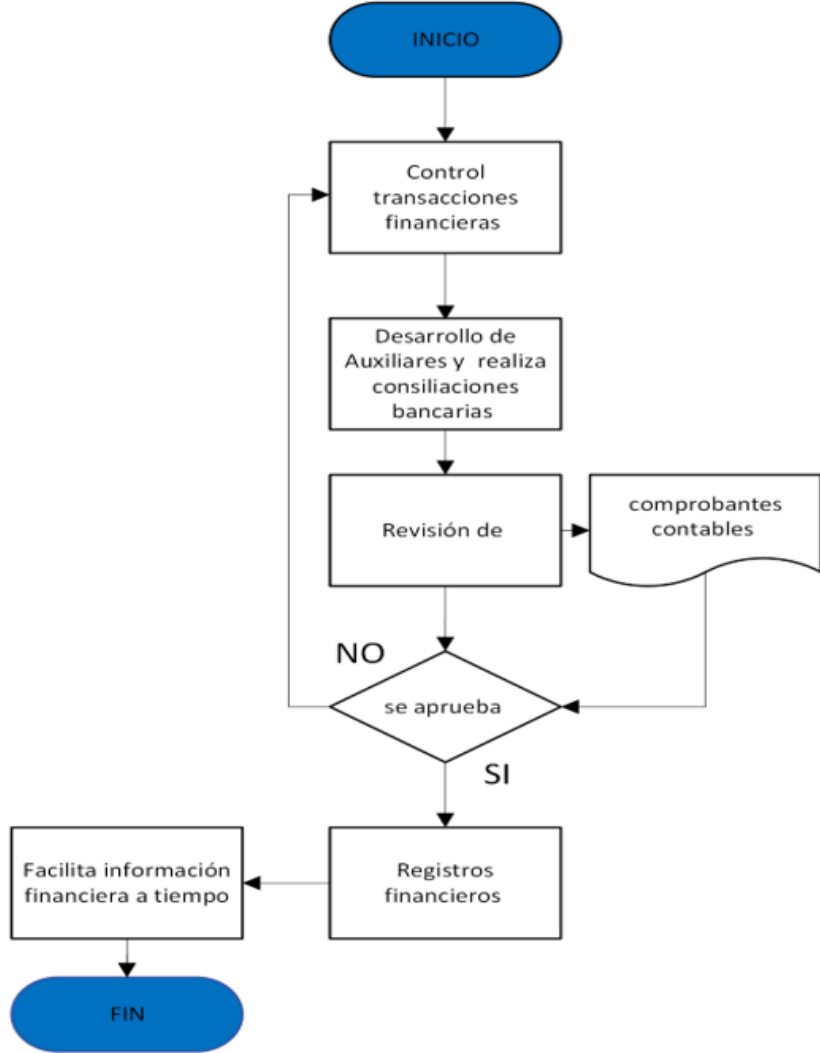 INICIO
Control
transacciones
financieras
Desarrollo de
Auxiliares y realiza
consiliaciones
bancarias
Revisión de
comprobantes
contables
NO
se aprueba
SI
Facilita información
financiera a tiempo
Registros
financieros
FIN